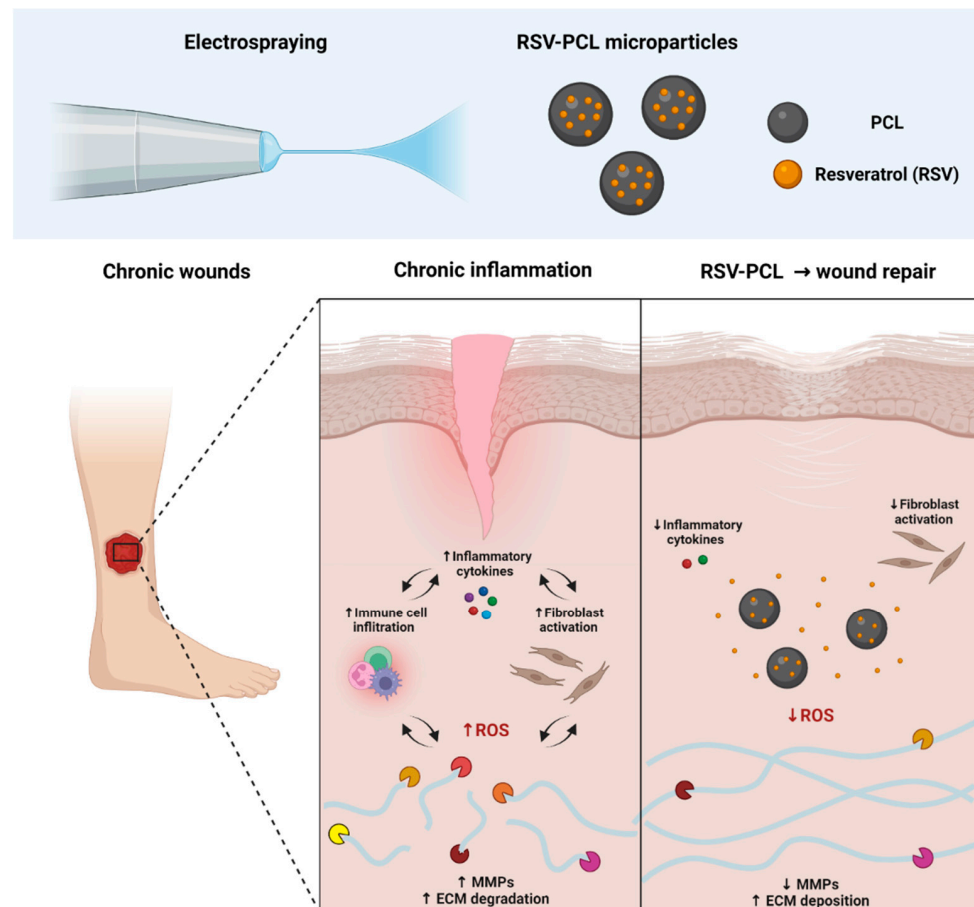 Electrospraying
RSV-PCL microparticles
PCL
Resveratrol (RSV)
Chronic wounds
Chronic inflammation
RSV-PCL → wound repair
↑Inflammatory
cytokines
↑Immune cell
inflitration
↑Fibroblast
activation
↑ROS
↑ MMPs
↑ ECM degradation
↓Inflammatory
cytokines
↓Fibroblast
activation
↓ROS
↓ MMPs
↑ ECM deposition